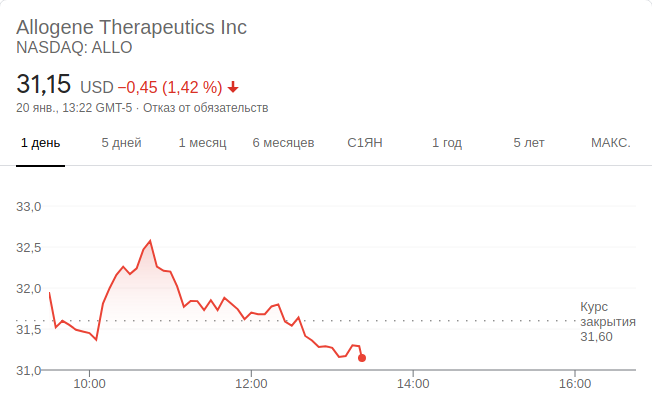 Allogene Therapeutics Inc
NASDAQ: ALLO
31,15 USD −0,45 (1,42 %)
20 янв., 13:22 GMT-5 · Отказ от обязательств
1 день 5 дней 1 месяц 6 месяцев С1ЯН 1 год 5 лет МАКС.
33,0
32,5
32,0
31,5
31,0
Курс
закрытия
31,60
10:00 12:00 14:00 16:00